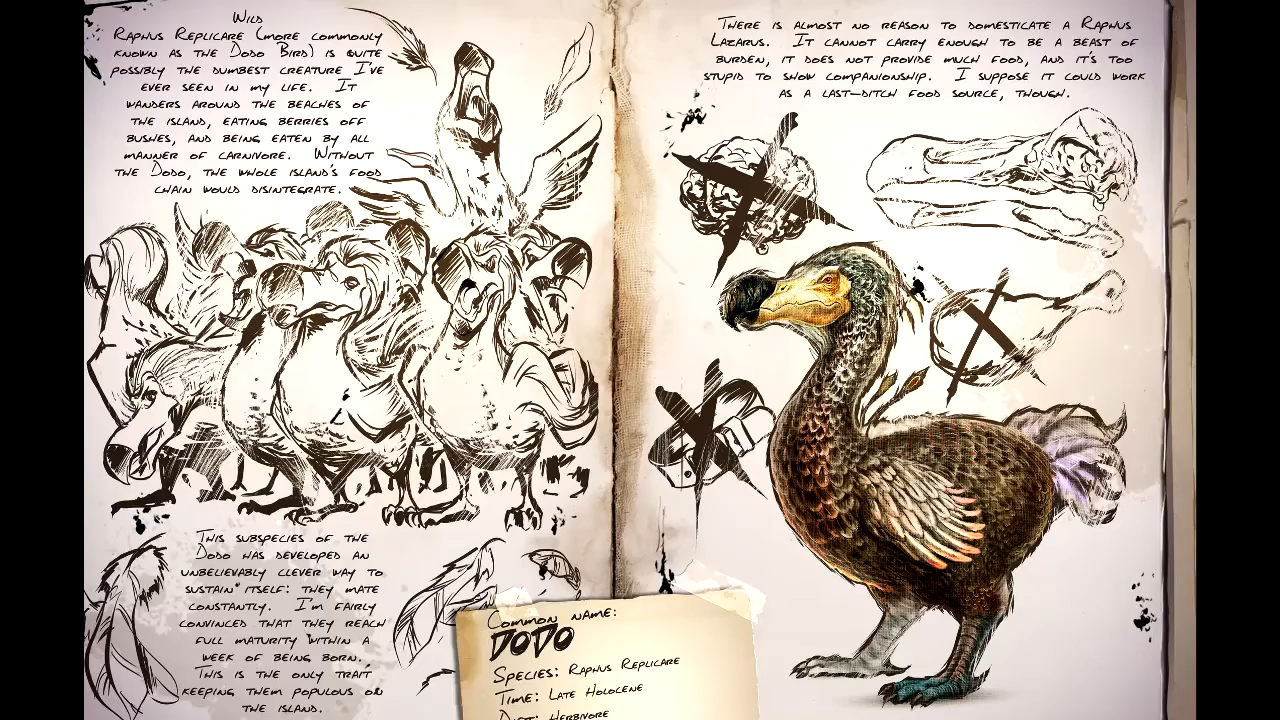 Wild
Raphus Replicare (more commonly
known as the Dodo Bird) is quite
possibly the dumbest creature I've
ever seen in my life. It
wanders around the beaches of
the island, eating berries off
bushes, and being eaten by all
manner of carnivore. Without
the Dodo, the whole island's food
chain would disintegrate.
This subspecies of the
Dodo has developed an
unbelievably clever way to
sustain itself: they mate
constantly. I'm fairly
convinced that they reach
full maturity within a
week of being born.
This is the only trait
keeping them populous on
the island.
There is almost no reason to domesticate a Raphus
Lazarus. It cannot carry enough to be a beast of
burden, it does not provide much food, and it's too
stupid to show companionship. I suppose it could work
as a last-ditch food source, though.
Common name:
DODO
Species: Raphus Replicare
Time: Late Holocene
Diet: Herbivore